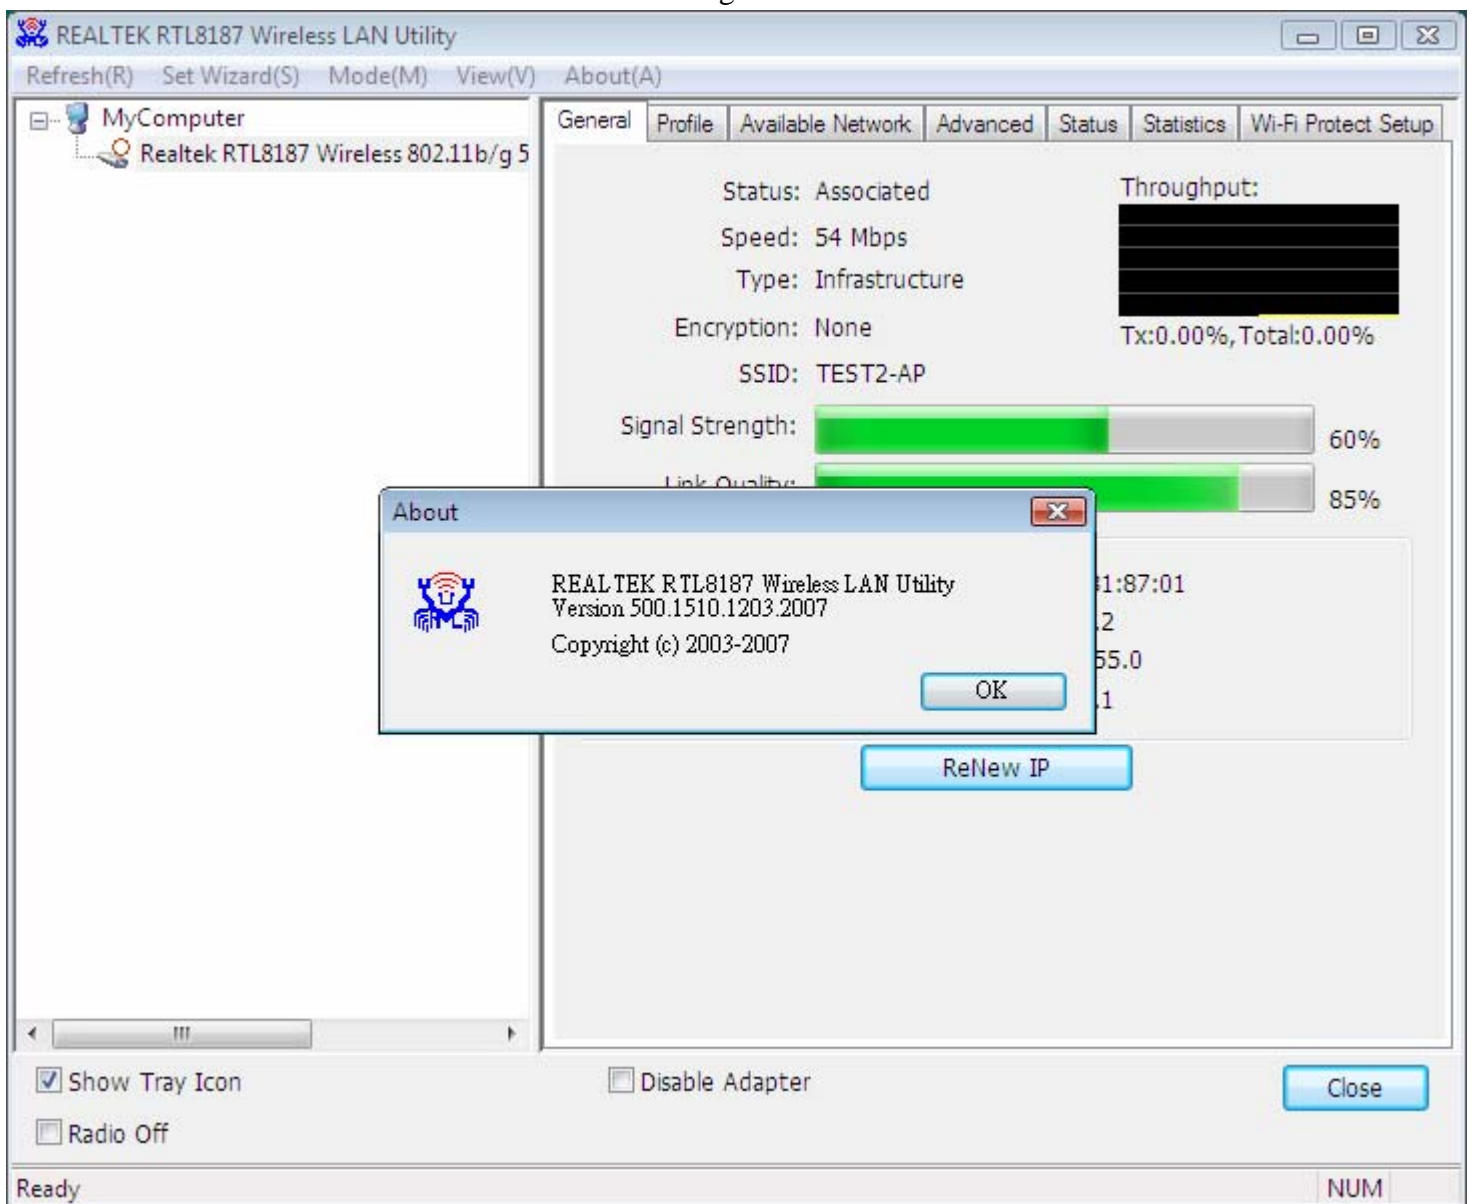 REALTEK RTL8187 Wireless LAN Utility
Refresh(R) Set Wizard(S) Mode(M) View(V) About(A)
MyComputer
Realtek RTL8187 Wireless 802.11b/g 5
General Profile Available Network Advanced Status Statistics Wi-Fi Protect Setup
Status: Associated
Speed: 54 Mbps
Type: Infrastructure
Encryption: None
SSID: TEST2-AP
Signal Strength: 60%
Link Quality: 85%
Throughput:
Tx:0.00%, Total:0.00%
About
REALTEK RTL8187 Wireless LAN Utility
Version 500.1510.1203.2007
Copyright (c) 2003-2007
OK
:87:01
.2
55.0
.1
ReNew IP
Show Tray Icon
Radio Off
Disable Adapter
Close
Ready
NUM